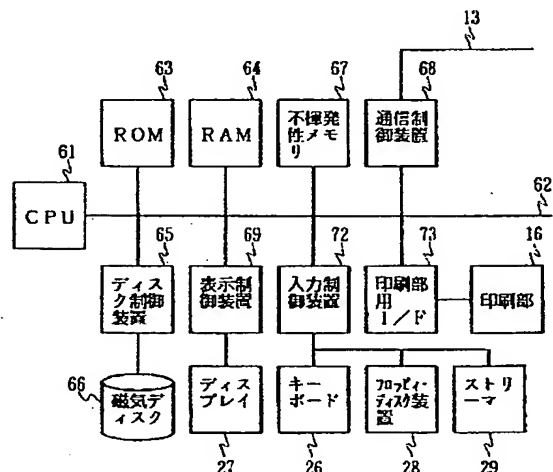 13
63
64
67
68
ROM
RAM
不揮発
性メモ
リ
通信制
御装置
61
CPU
62
65
69
72
73
16
ディス
ク制御
装置
表示制
御装置
入力制
御装置
印刷部
用
I/F
印刷部
66
磁気ディ
スク
ディス
プレイ
キー
ボード
フロッピィー
ディスク装置
ストリ
ーマ
27
26
28
29